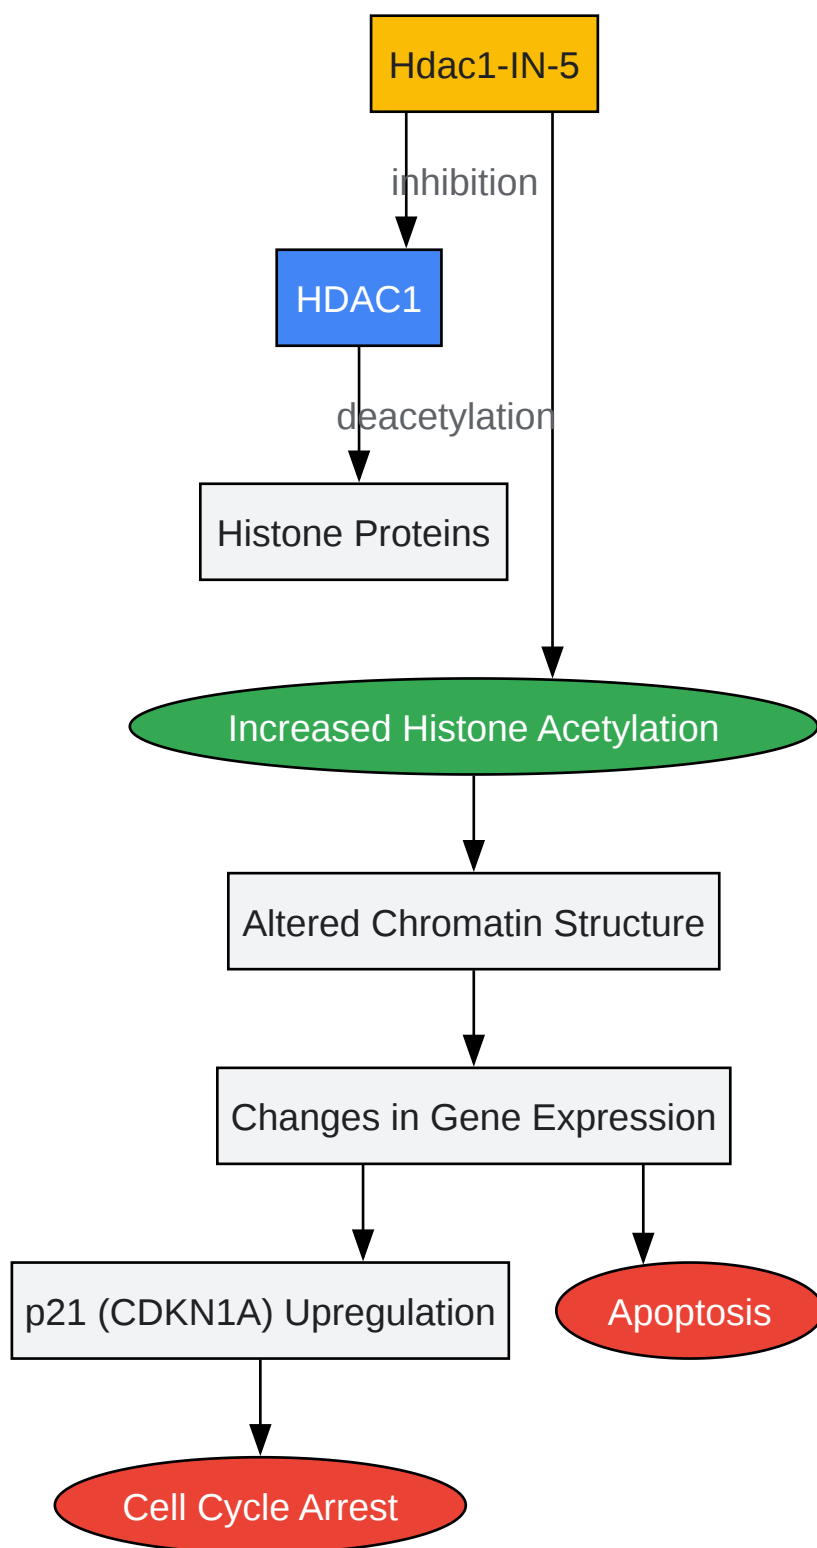 Hdac1-IN-5
inhibition
HDAC1
deacetylation
Histone Proteins
Increased Histone Acetylation
Altered Chromatin Structure
Changes in Gene Expression
p21 (CDKN1A) Upregulation
Apoptosis
Cell Cycle Arrest